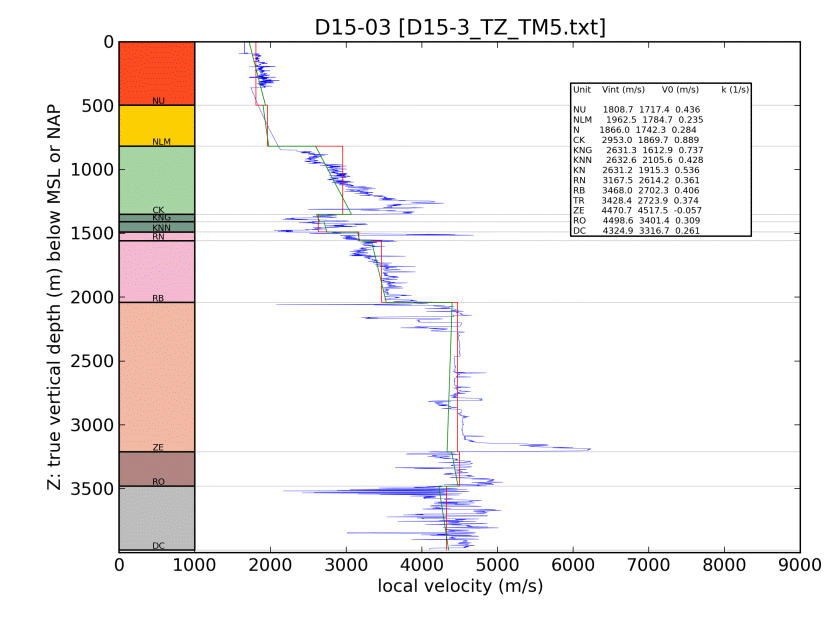 D15-03 [D15-3_TZ_TM5.txt]
0
500
1000
1500
2000
2500
3000
3500
Z: true vertical depth (m) below MSL or NAP
NU
NLM
CK
KNG
KNN
RN
RB
ZE
RO
DC
Unit Vint (m/s) V0 (m/s) k (1/s)
NU 1808.7 1717.4 0.436
NLM 1962.5 1784.7 0.235
N 1866.0 1742.3 0.284
CK 2953.0 1869.7 0.889
KNG 2631.3 1612.9 0.737
KNN 2632.6 2105.6 0.428
KN 2631.2 1915.3 0.536
RN 3167.5 2614.2 0.361
RB 3468.0 2702.3 0.406
TR 3428.4 2723.9 0.374
ZE 4470.7 4517.5 -0.057
RO 4498.6 3401.4 0.309
DC 4324.9 3316.7 0.261
0 1000 2000 3000 4000 5000 6000 7000 8000 9000
local velocity (m/s)